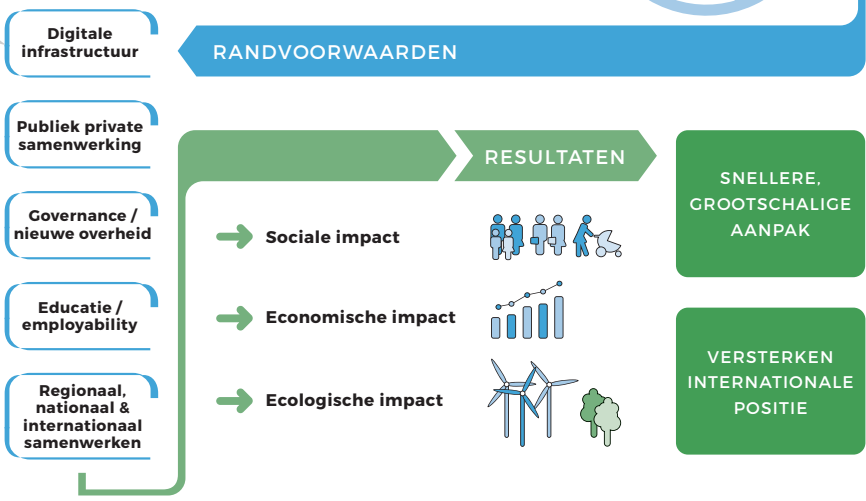 Digitale
infrastructuur
RANDVOORWAARDEN
Publiek private
samenwerking
Governance /
nieuwe overheid
Educatie /
employability
Regionaal,
nationaal &
internationaal
samenwerken
RESULTATEN
Sociale impact
Economische impact
Ecologische impact
SNELLERE,
GROOTSCHALIGE
AANPAK
VERSTERKEN
INTERNATIONALE
POSITIE